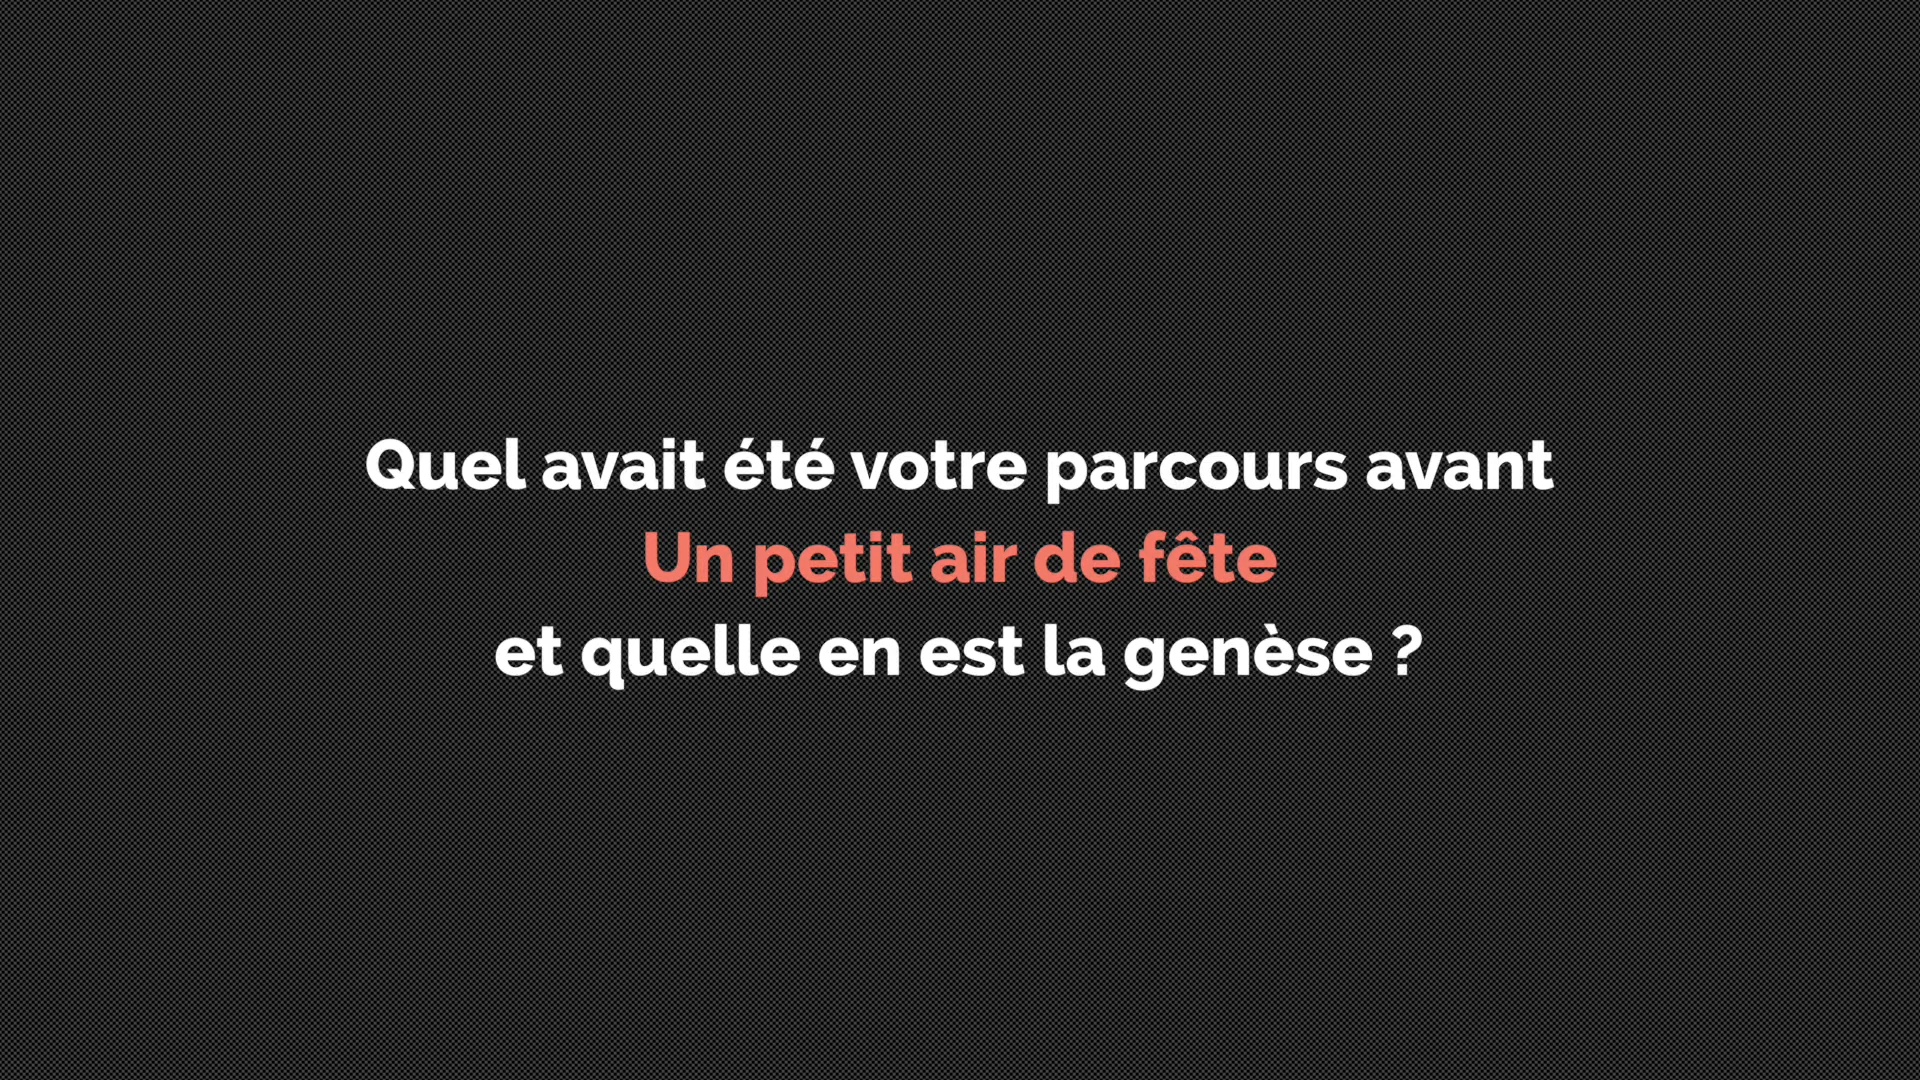 Quel avait été votre parcours avant
Un petit air de fête
et quelle en est la genèse ?